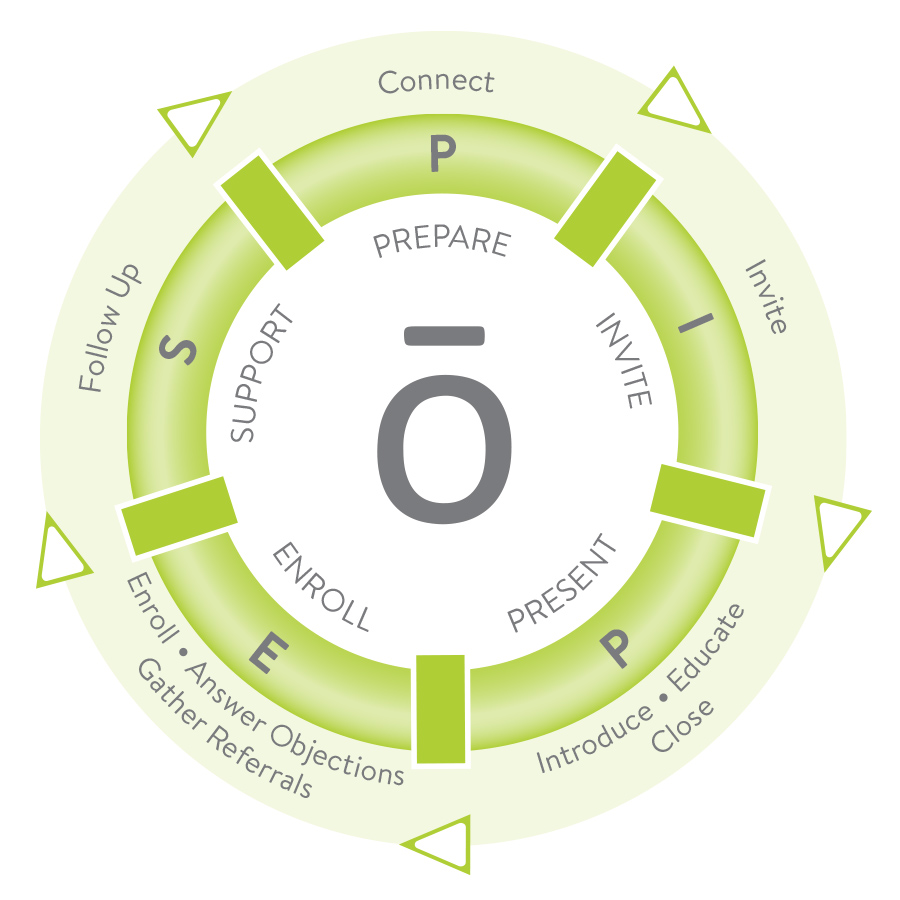 Connect
P
PREPARE
Invite
I
INVITE
PRESENT
P
Introduce • Educate
Close
ENROLL
E
Enroll • Answer Objections
Gather Referrals
SUPPORT
S
Follow Up
ō